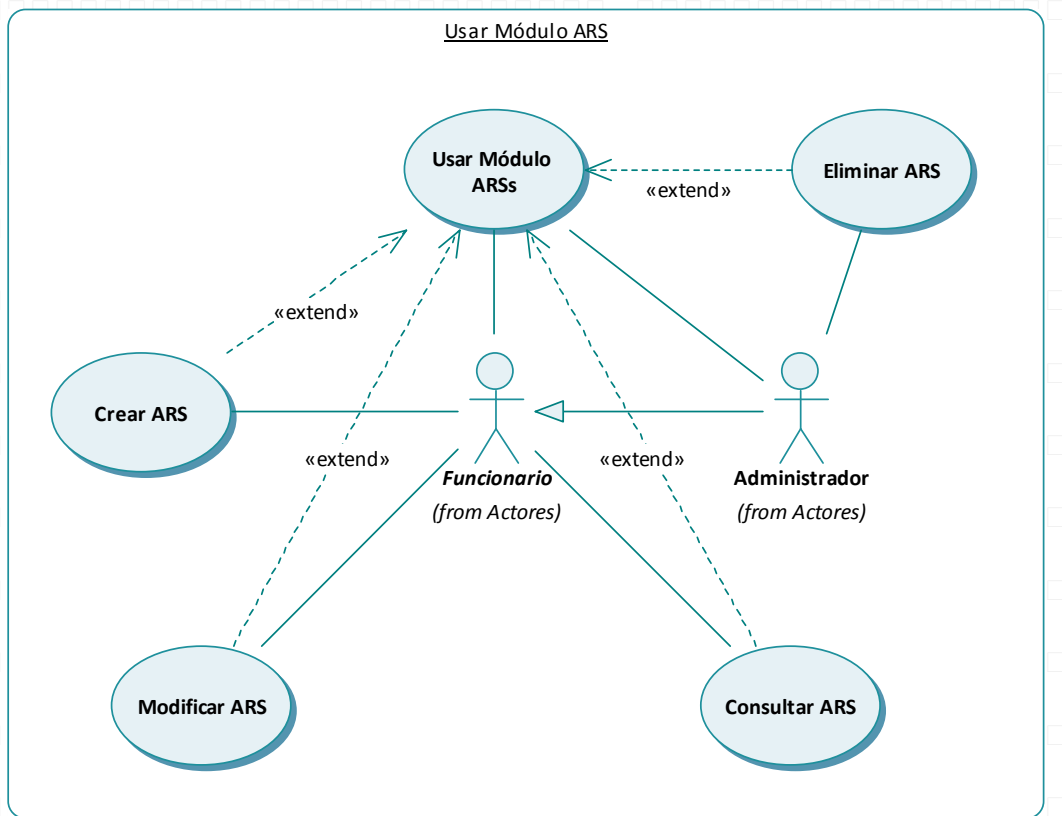 Usar Módulo ARS
Usar Módulo
ARSs
Eliminar ARS
«extend»
«extend»
Crear ARS
«extend»
«extend»
Funcionario
(from Actores)
Administrador
(from Actores)
Modificar ARS
Consultar ARS